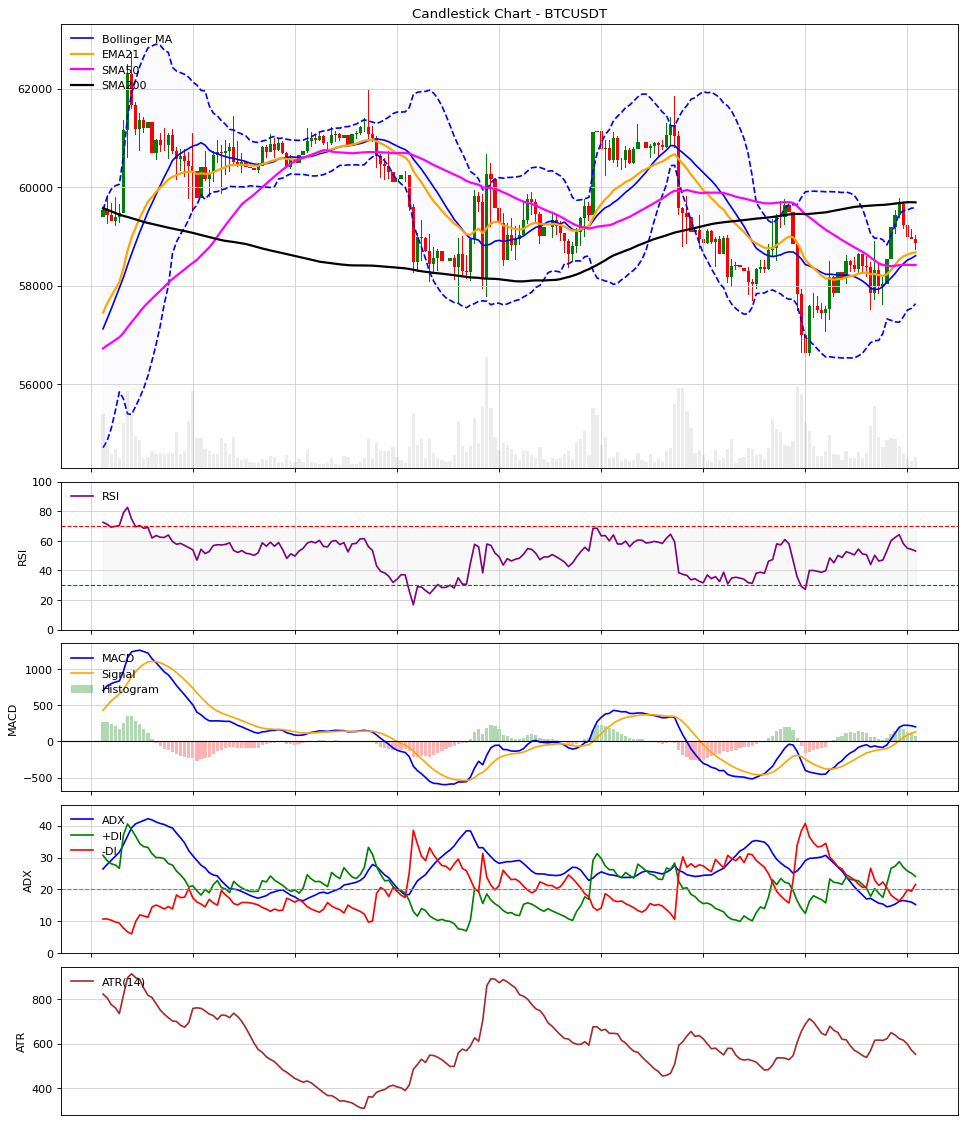 Candlestick Chart - BTCUSDT
Bollinger MA
EMA21
SMA50
SMA200
62000
60000
58000
56000
RSI
100
80
60
40
20
0
RSI
MACD
Signal
Histogram
1000
500
0
−500
MACD
ADX
+DI
-DI
40
30
20
10
0
ADX
ATR(14)
800
600
400
ATR